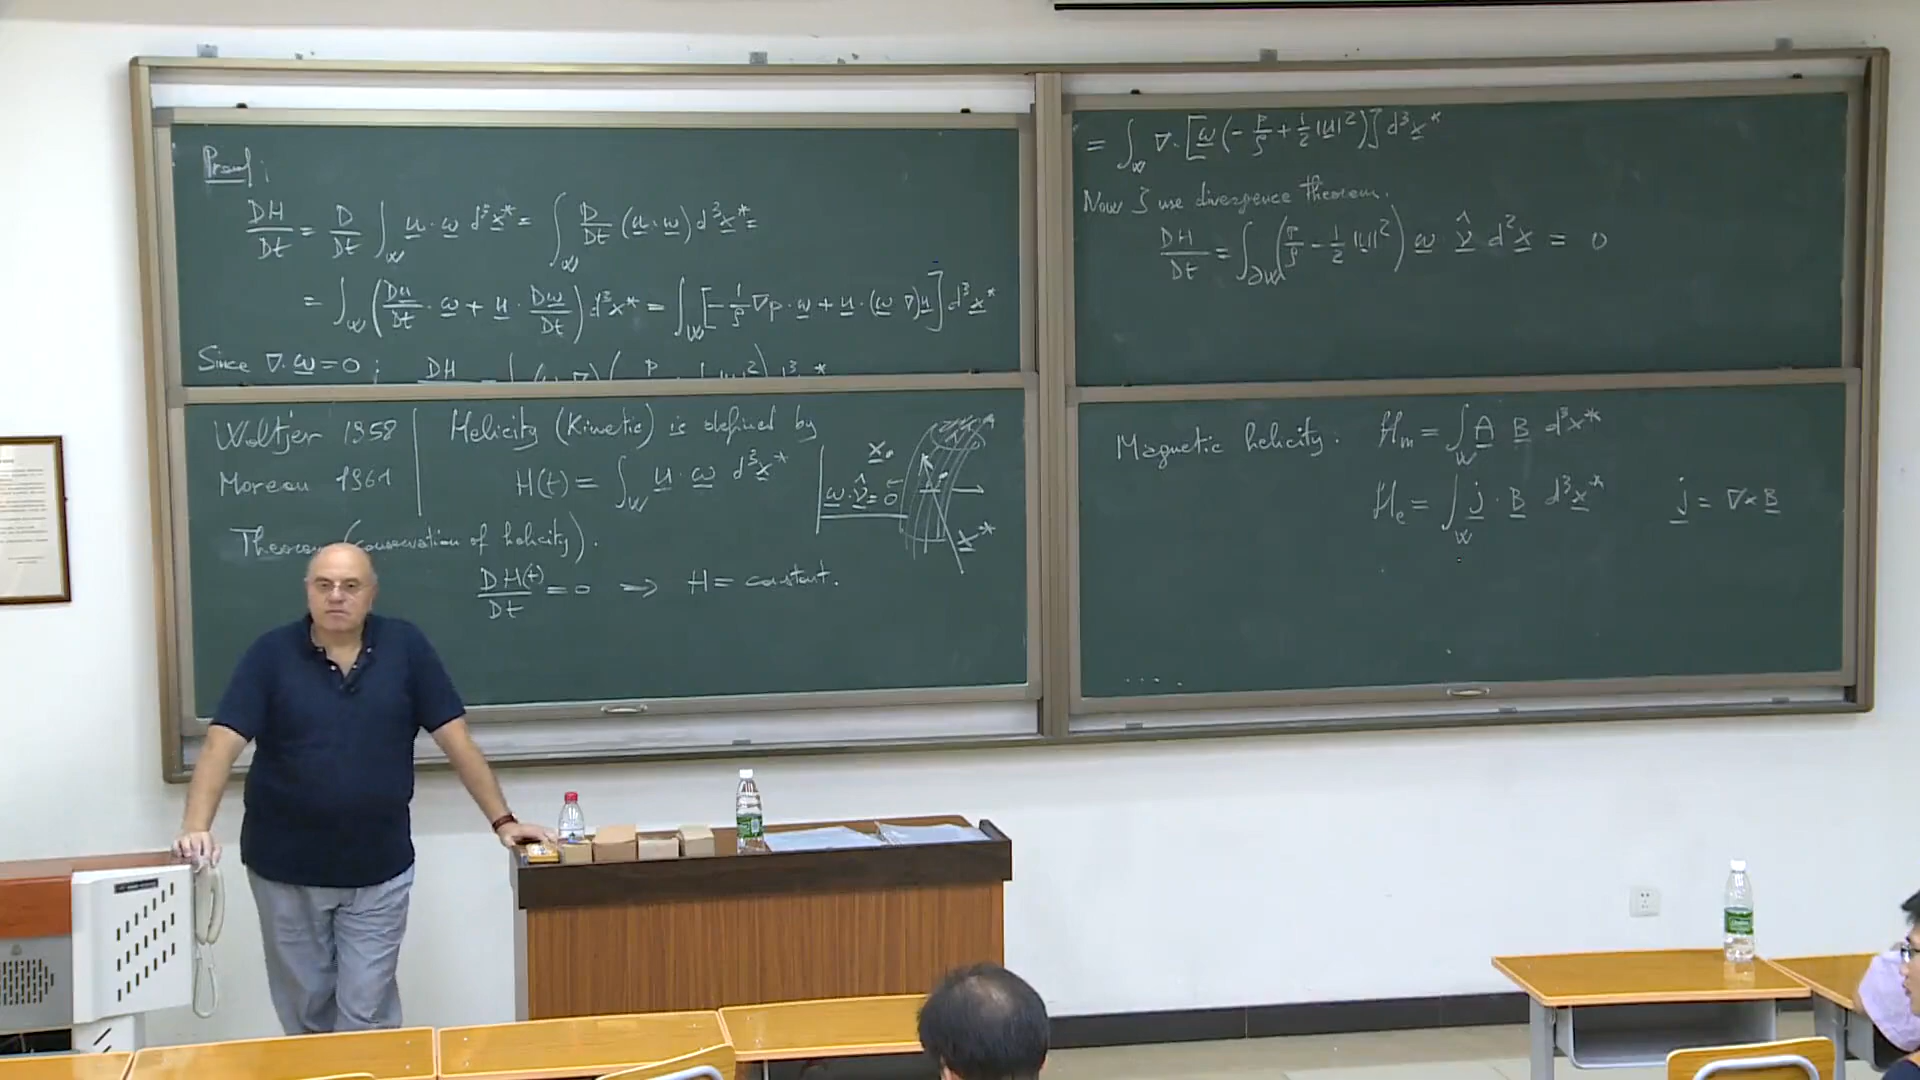 Proof:
DH/Dt = D/Dt ∫_W u · ω d³x* = ∫_W D/Dt (u · ω) d³x* =
= ∫_W (Du/Dt · ω + u · Dω/Dt) d³x* = ∫_W [- 1/ρ ∇p · ω + u · (ω ∇)u] d³x*
Since ∇ · ω = 0 ; DH
Woltjer 1958
Moreau 1961
Helicity (Kinetic) is defined by
H(t) = ∫_W u · ω d³x*
ω · ν̂ = 0
x*
Theorem (conservation of helicity).
DH(t)/Dt = 0 → H = constant.
= ∫_W ∇ · [ω (- p/ρ + 1/2 |u|²)] d³x*
Now use divergence theorem.
DH/Dt = ∫_∂W (p/ρ - 1/2 |u|²) ω ν̂ d²x = 0
Magnetic helicity: H_m = ∫_W A B d³x*
H_c = ∫_W j · B d³x* j = ∇×B